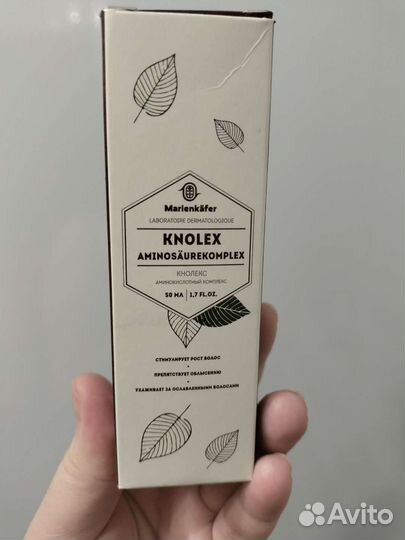 Marienkäfer
LABORATOIRE DERMATOLOGIQUE
KNOLEX
AMINOSÄUREKOMPLEX
КНОЛЕКС
АМИНОКИСЛОТНЫЙ КОМПЛЕКС
50 МЛ | 1,7 FL.OZ.
СТИМУЛИРУЕТ РОСТ ВОЛОС
•
ПРЕПЯТСТВУЕТ ОБЛЫСЕНИЮ
•
УХАЖИВАЕТ ЗА ОСЛАБЛЕННЫМИ ВОЛОСАМИ
Avito